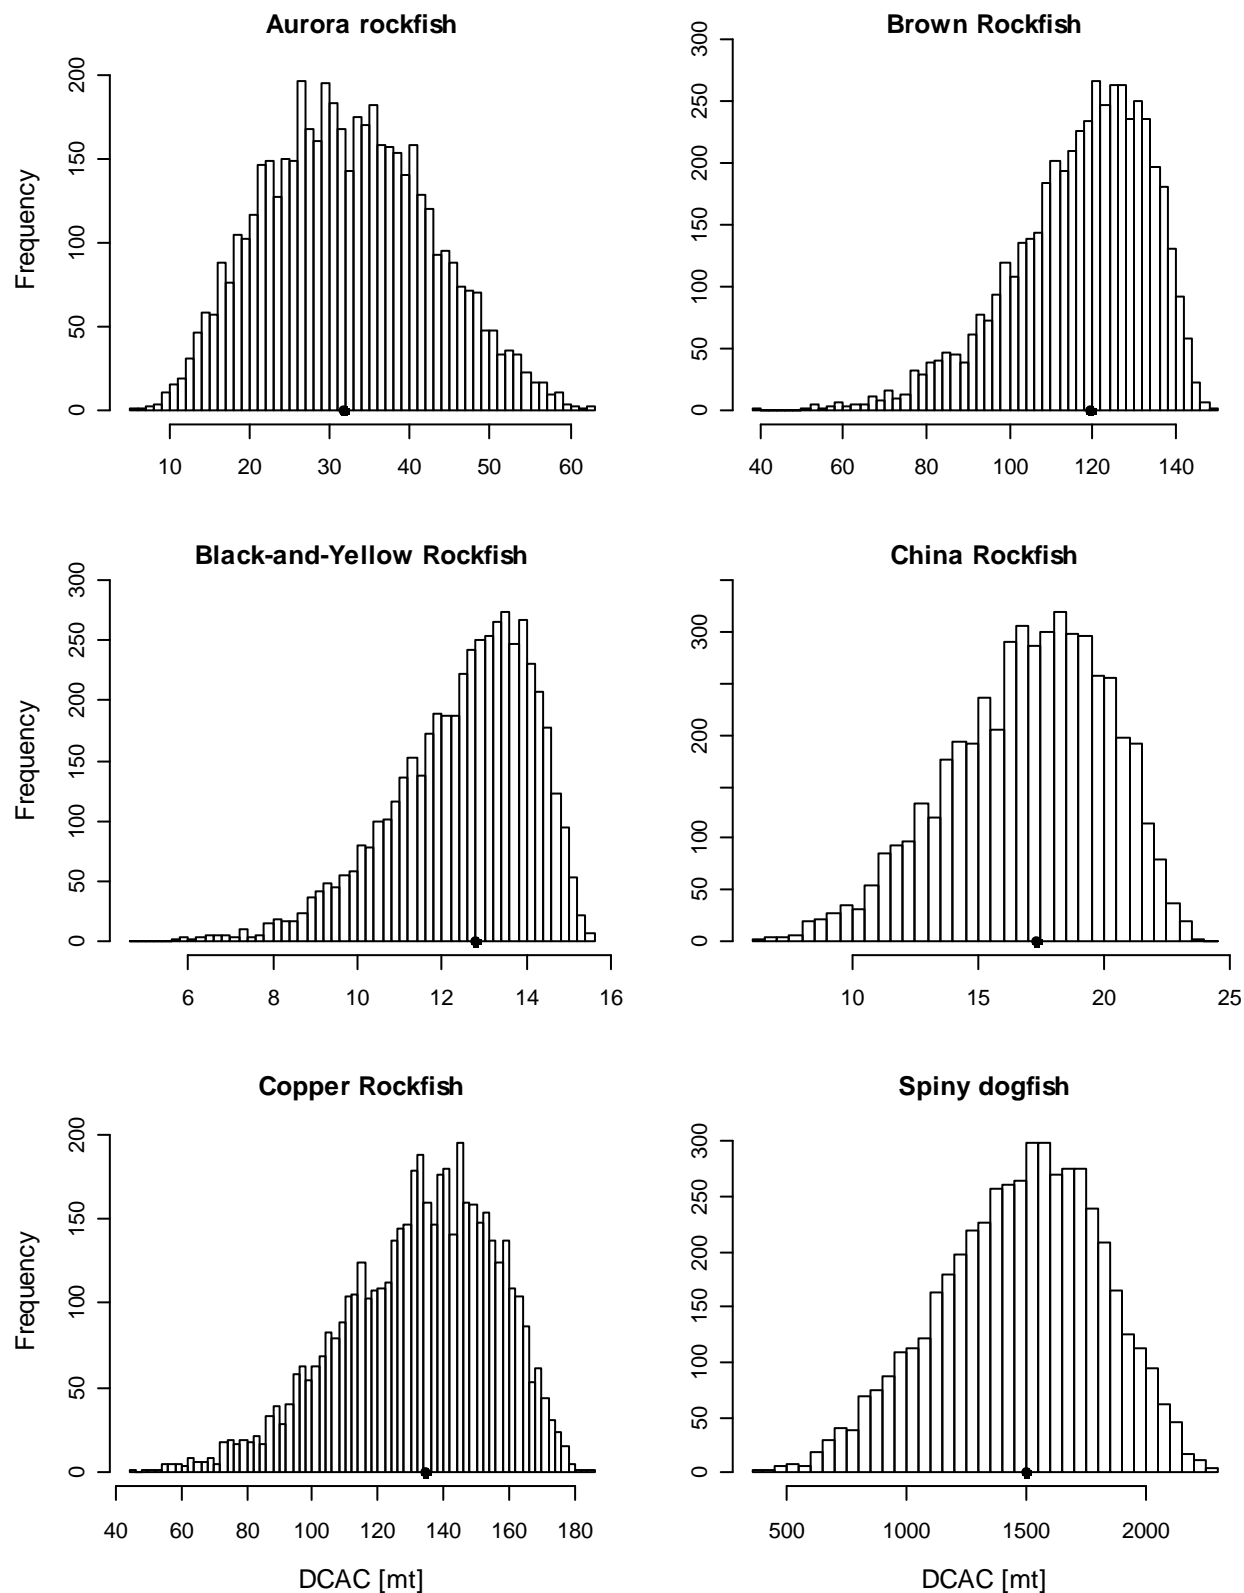 Aurora rockfish
Frequency
0 50 100 150 200
10 20 30 40 50 60
Brown Rockfish
0 50 100 150 200 250 300
40 60 80 100 120 140
Black-and-Yellow Rockfish
Frequency
0 50 100 150 200 250 300
6 8 10 12 14 16
China Rockfish
0 50 100 200 300
10 15 20 25
Copper Rockfish
Frequency
0 50 100 150 200
40 60 80 100 120 140 160 180
DCAC [mt]
Spiny dogfish
0 50 100 150 200 250 300
500 1000 1500 2000
DCAC [mt]